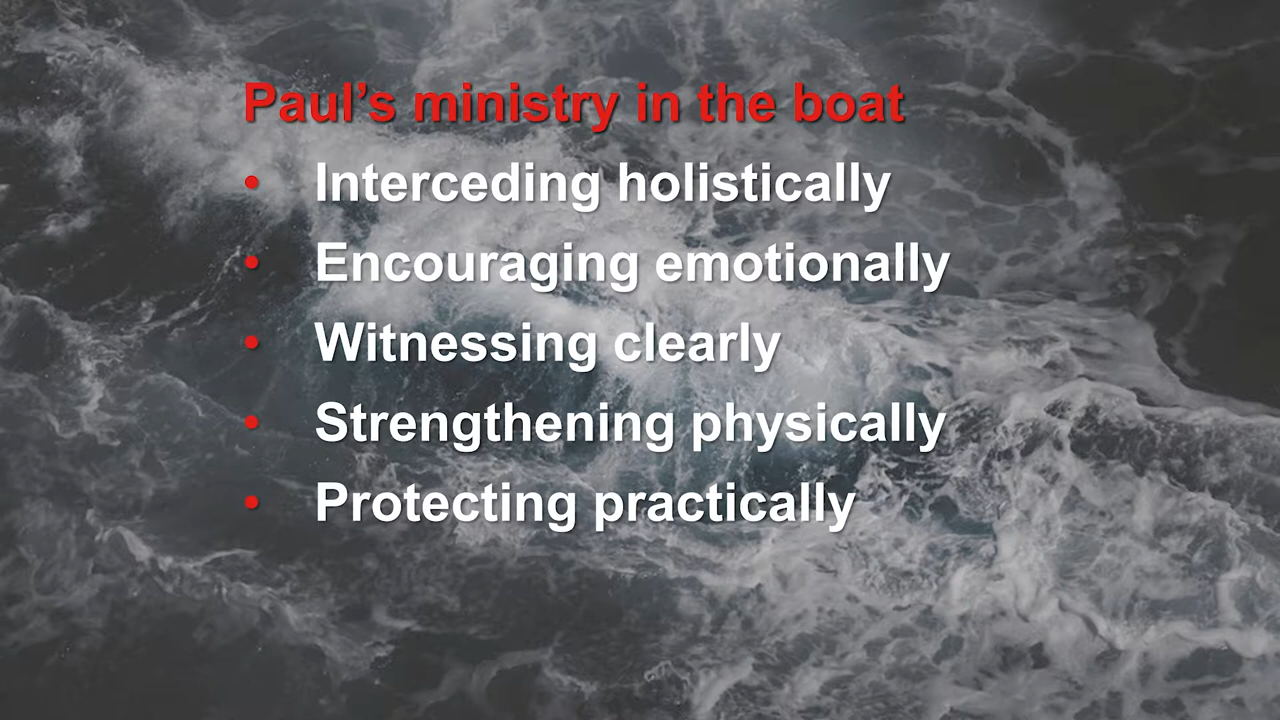 Paul’s ministry in the boat
• Interceding holistically
• Encouraging emotionally
• Witnessing clearly
• Strengthening physically
• Protecting practically